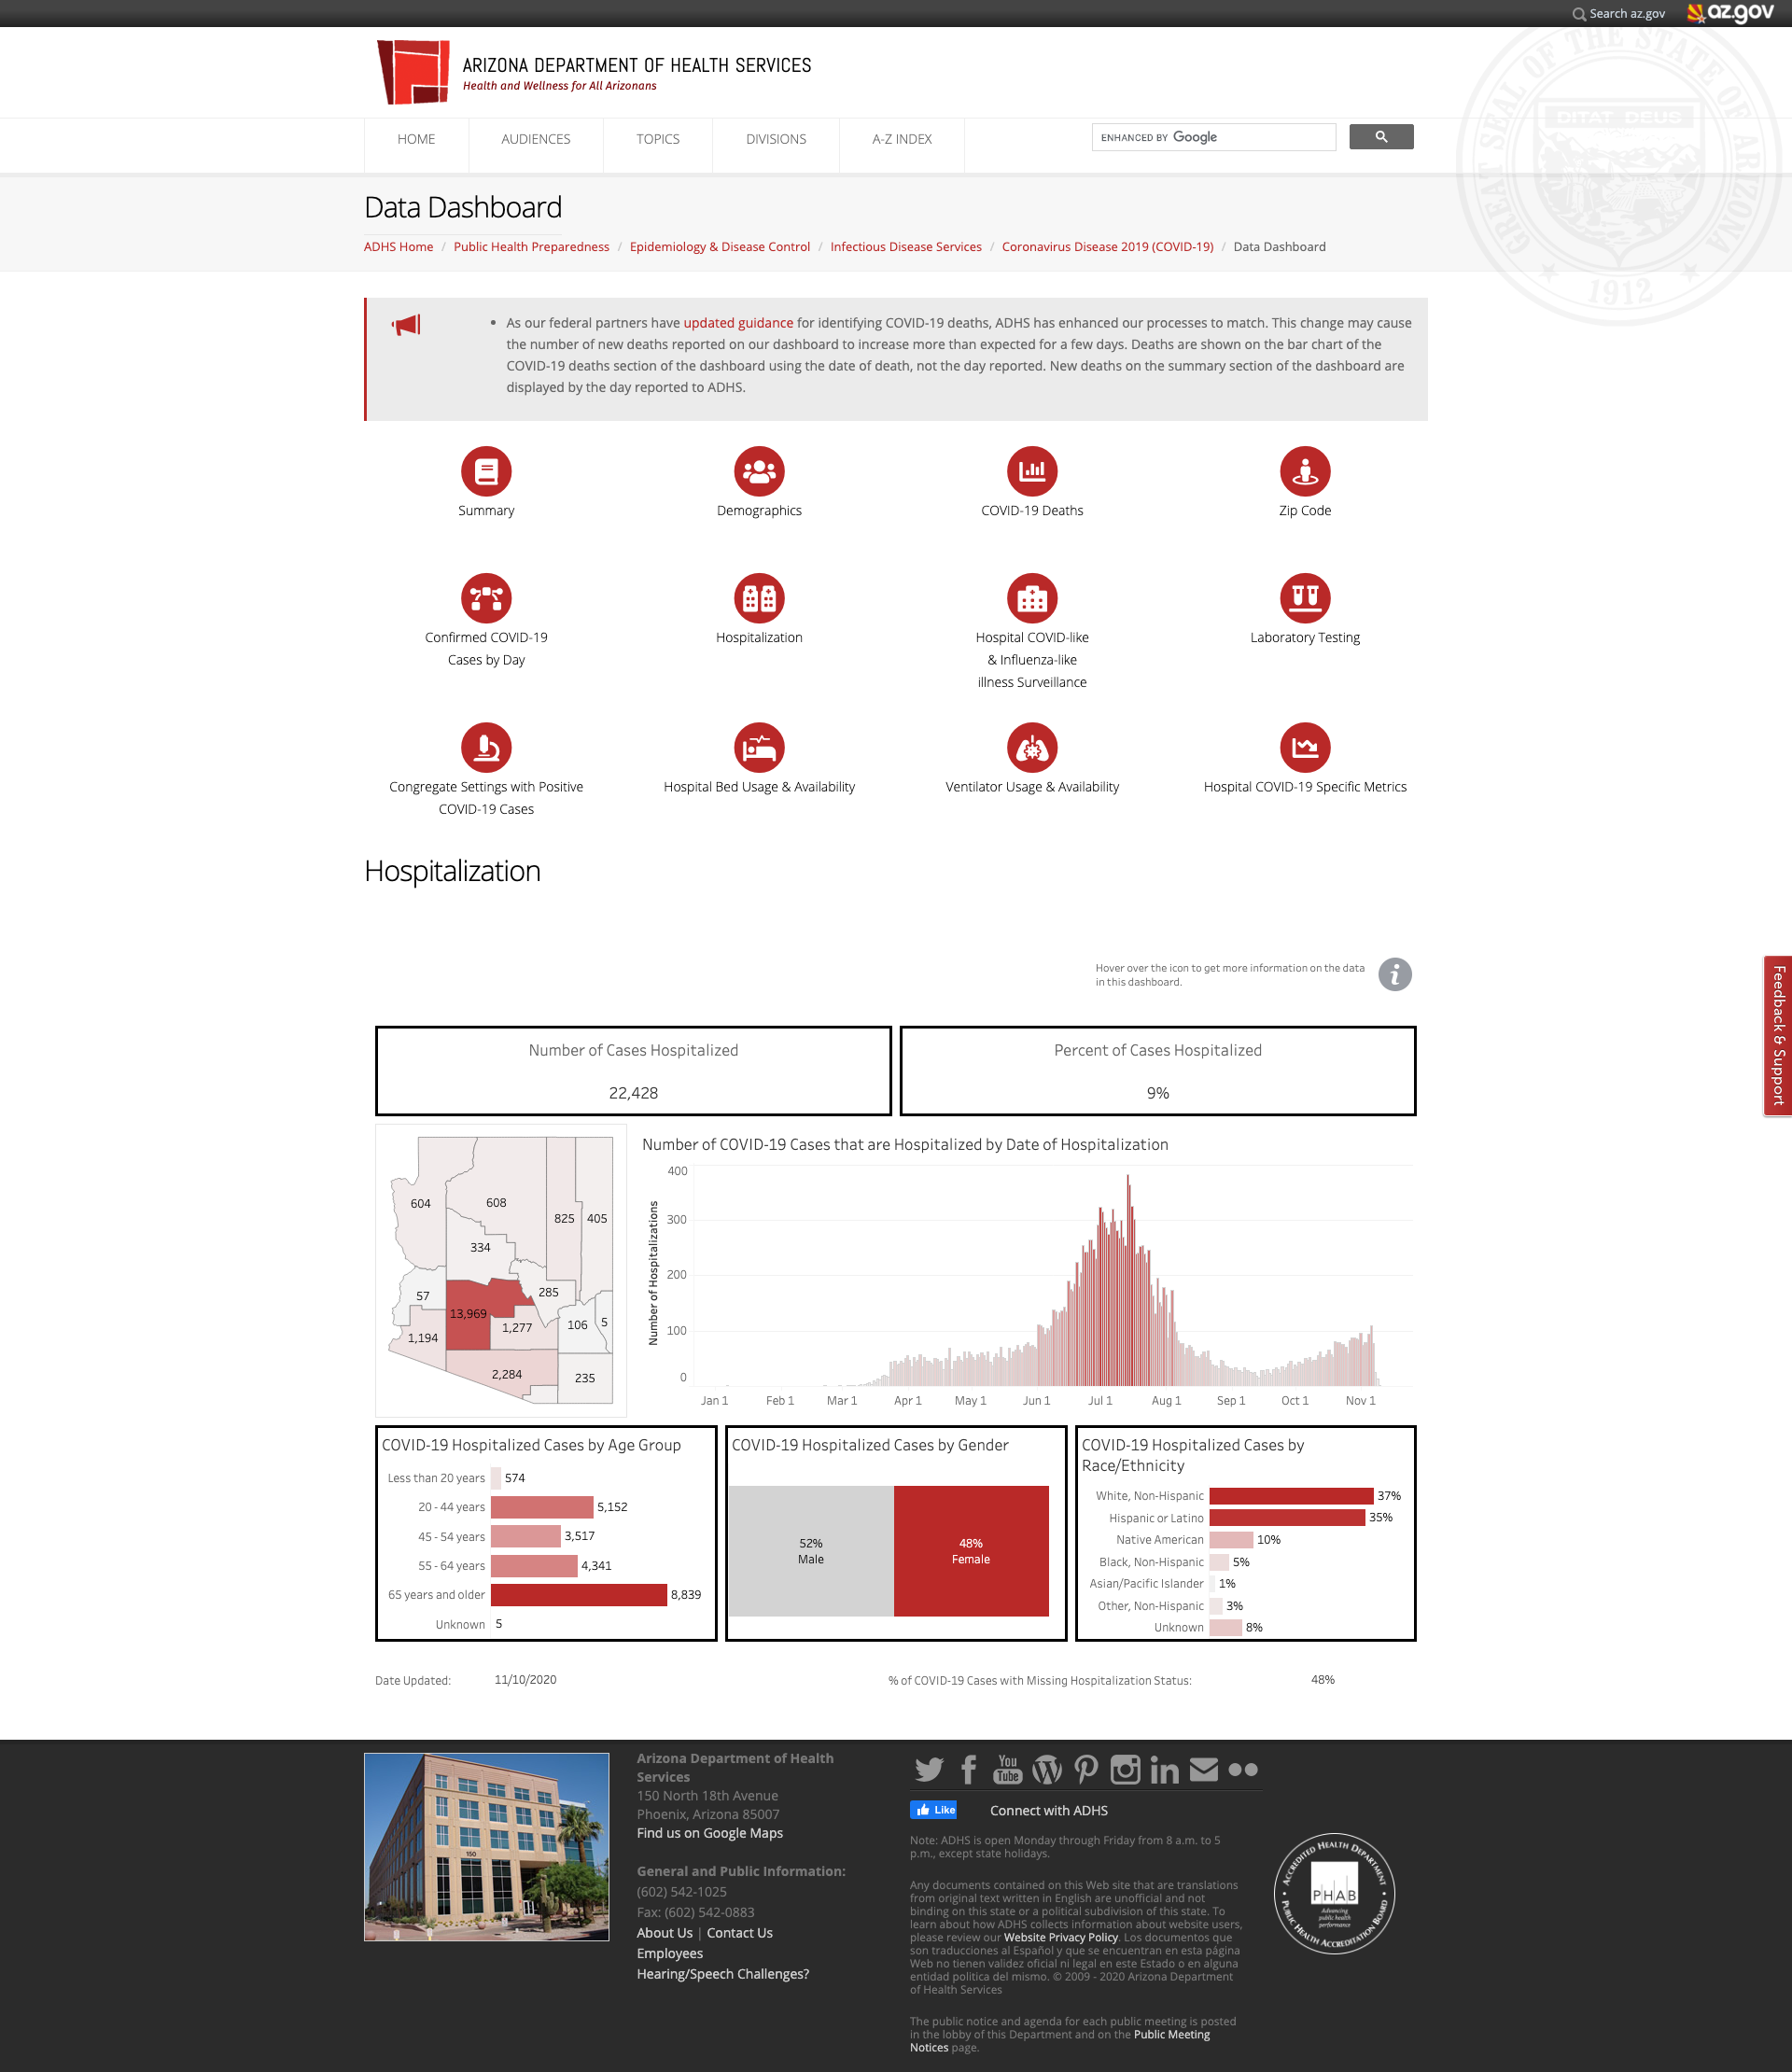 Search az.gov
az.gov
ARIZONA DEPARTMENT OF HEALTH SERVICES
Health and Wellness for All Arizonans
GREAT SEAL OF THE STATE OF ARIZONA
DITAT DEUS
1912
HOME
AUDIENCES
TOPICS
DIVISIONS
A-Z INDEX
ENHANCED BY Google
Data Dashboard
ADHS Home / Public Health Preparedness / Epidemiology & Disease Control / Infectious Disease Services / Coronavirus Disease 2019 (COVID-19) / Data Dashboard
• As our federal partners have updated guidance for identifying COVID-19 deaths, ADHS has enhanced our processes to match. This change may cause
the number of new deaths reported on our dashboard to increase more than expected for a few days. Deaths are shown on the bar chart of the
COVID-19 deaths section of the dashboard using the date of death, not the day reported. New deaths on the summary section of the dashboard are
displayed by the day reported to ADHS.
Summary
Demographics
COVID-19 Deaths
Zip Code
Confirmed COVID-19
Cases by Day
Hospitalization
Hospital COVID-like
& Influenza-like
illness Surveillance
Laboratory Testing
Congregate Settings with Positive
COVID-19 Cases
Hospital Bed Usage & Availability
Ventilator Usage & Availability
Hospital COVID-19 Specific Metrics
Hospitalization
Hover over the icon to get more information on the data
in this dashboard.
i
Feedback & Support
Number of Cases Hospitalized
22,428
Percent of Cases Hospitalized
9%
604
608
825
405
334
57
13,969
285
1,277
106
5
1,194
2,284
235
Number of COVID-19 Cases that are Hospitalized by Date of Hospitalization
Number of Hospitalizations
400
300
200
100
0
Jan 1
Feb 1
Mar 1
Apr 1
May 1
Jun 1
Jul 1
Aug 1
Sep 1
Oct 1
Nov 1
COVID-19 Hospitalized Cases by Age Group
Less than 20 years 574
20 - 44 years 5,152
45 - 54 years 3,517
55 - 64 years 4,341
65 years and older 8,839
Unknown 5
COVID-19 Hospitalized Cases by Gender
52%
Male
48%
Female
COVID-19 Hospitalized Cases by
Race/Ethnicity
White, Non-Hispanic 37%
Hispanic or Latino 35%
Native American 10%
Black, Non-Hispanic 5%
Asian/Pacific Islander 1%
Other, Non-Hispanic 3%
Unknown 8%
Date Updated: 11/10/2020
% of COVID-19 Cases with Missing Hospitalization Status: 48%
150
Arizona Department of Health
Services
150 North 18th Avenue
Phoenix, Arizona 85007
Find us on Google Maps
General and Public Information:
(602) 542-1025
Fax: (602) 542-0883
About Us | Contact Us
Employees
Hearing/Speech Challenges?
You
Tube
Like
Connect with ADHS
Note: ADHS is open Monday through Friday from 8 a.m. to 5
p.m., except state holidays.
Any documents contained on this Web site that are translations
from original text written in English are unofficial and not
binding on this state or a political subdivision of this state. To
learn about how ADHS collects information about website users,
please review our Website Privacy Policy. Los documentos que
son traducciones al Español y que se encuentran en esta página
Web no tienen validez oficial ni legal en este Estado o en alguna
entidad politica del mismo. © 2009 - 2020 Arizona Department
of Health Services
The public notice and agenda for each public meeting is posted
in the lobby of this Department and on the Public Meeting
Notices page.
ACCREDITED HEALTH DEPARTMENT
PHAB
Advancing
public health
performance
PUBLIC HEALTH ACCREDITATION BOARD